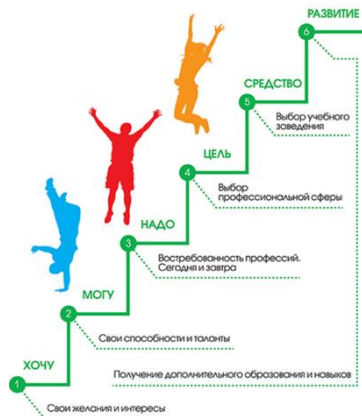 6 РАЗВИТИЕ
5 СРЕДСТВО
Выбор учебного
заведения
4 ЦЕЛЬ
Выбор
профессиональной сферы
3 НАДО
Востребованность профессий.
Сегодня и завтра
2 МОГУ
Свои способности и таланты
Получение дополнительного образования и навыков
1 ХОЧУ
Свои желания и интересы